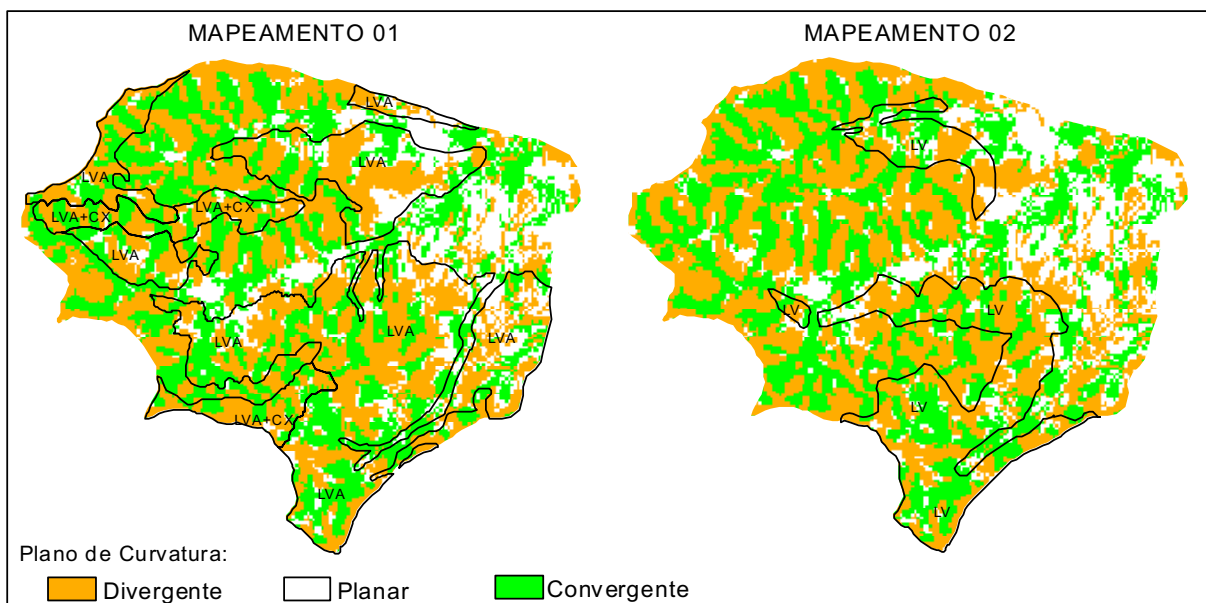 MAPEAMENTO 01
MAPEAMENTO 02
LVA
LVA
LVA
LVA+CX
LVA+CX
LVA
LVA
LVA
LVA
LVA+CX
LVA
LV
LV
LV
LV
LV
Plano de Curvatura:
Divergente
Planar
Convergente